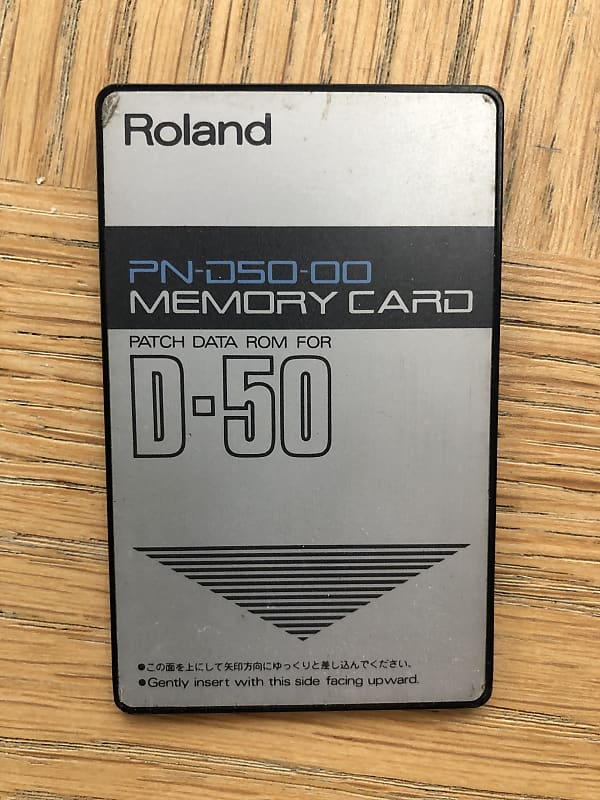 Roland
PN-D50-00
MEMORY CARD
PATCH DATA ROM FOR
D-50
●この面を上にして矢印方向にゆっくりと差し込んでください。
●Gently insert with this side facing upward.